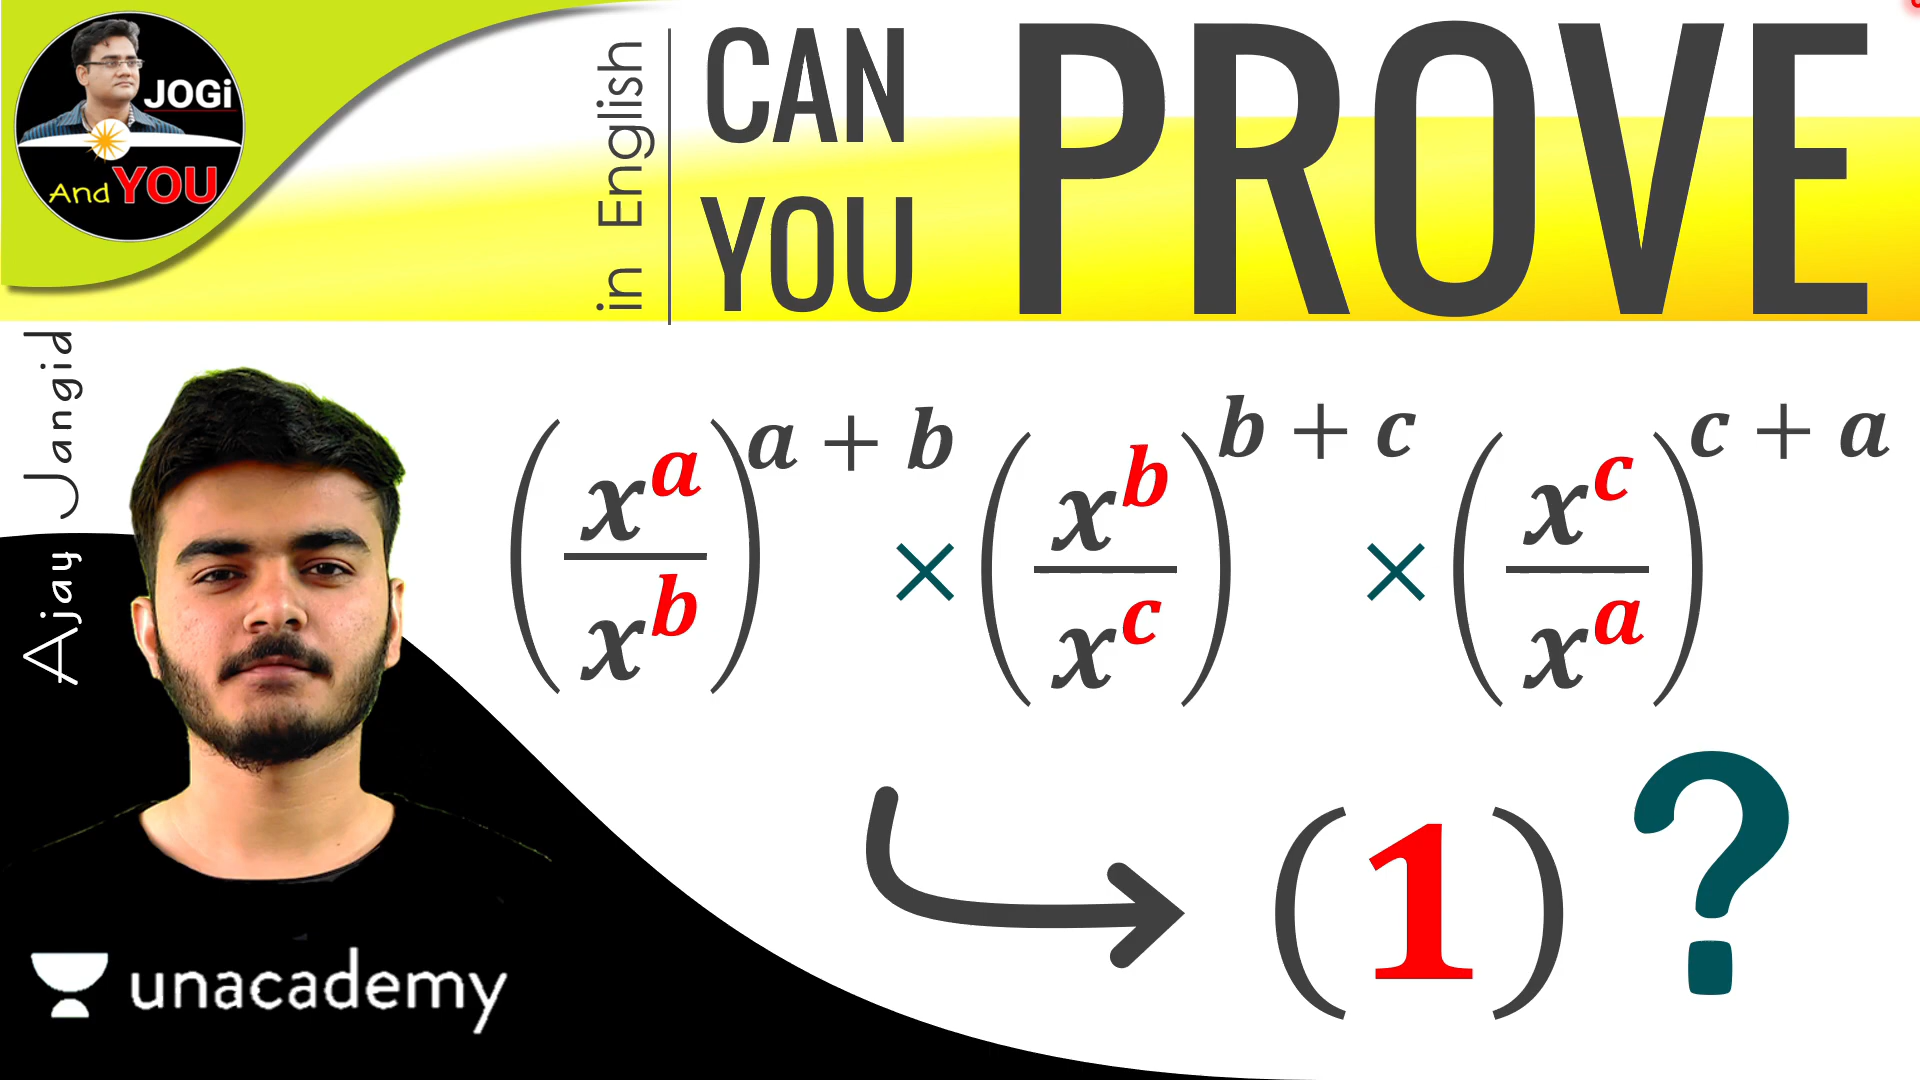 JOGi
And YOU
in English
CAN
YOU
PROVE
Ajay Jangid
(x^a/x^b)^(a + b) × (x^b/x^c)^(b + c) × (x^c/x^a)^(c + a)
(1) ?
unacademy